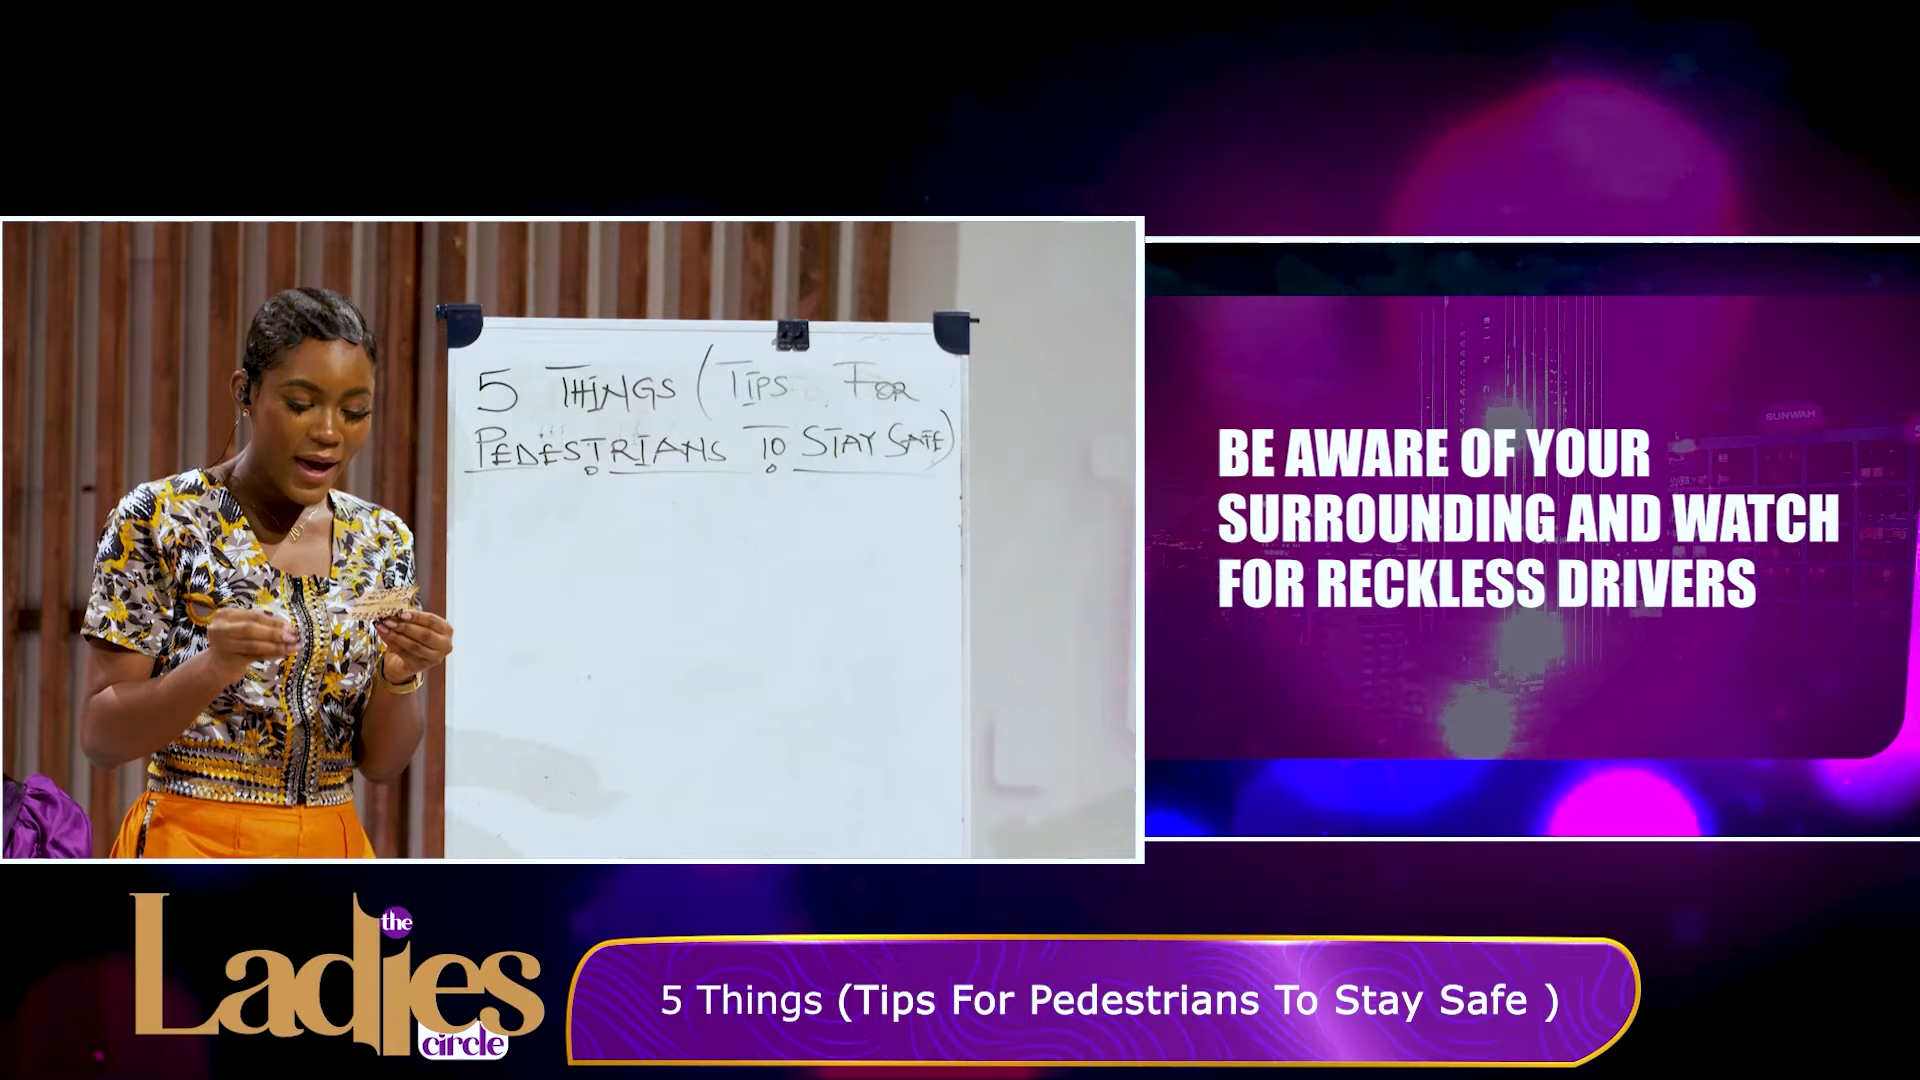 5 THINGS (TIPS FOR
PEDESTRIANS TO STAY SAFE)
SUNWAH
BE AWARE OF YOUR
SURROUNDING AND WATCH
FOR RECKLESS DRIVERS
the
Ladies
circle
5 Things (Tips For Pedestrians To Stay Safe )